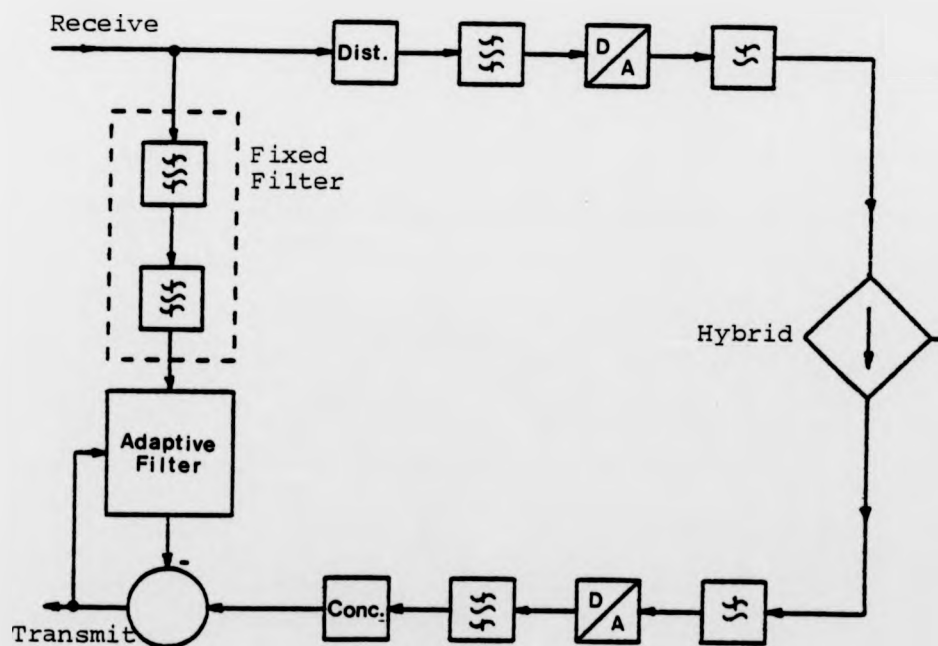 Receive
Dist.
D
A
Fixed
Filter
Hybrid
Adaptive
Filter
-
Conc.
D
A
Transmit